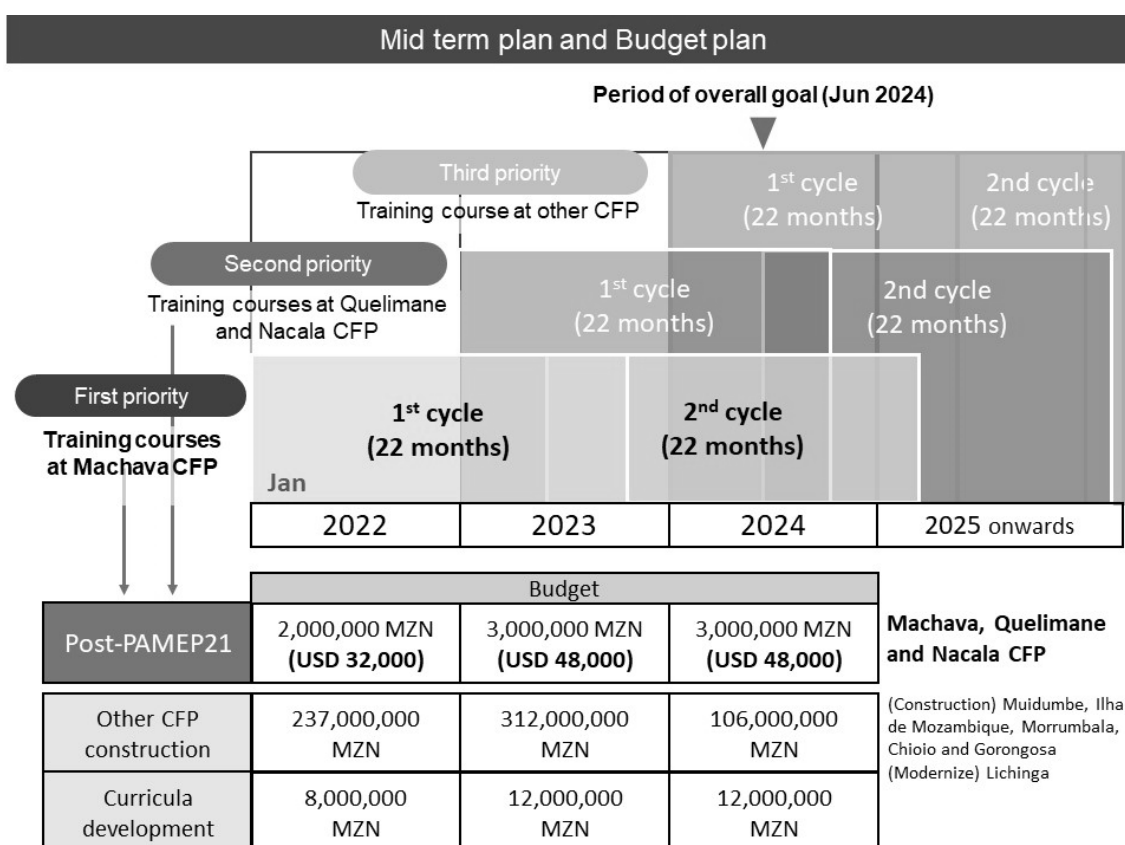 Mid term plan and Budget plan
Period of overall goal (Jun 2024)
Third priority
Training course at other CFP
1st cycle
(22 months)
2nd cycle
(22 months)
Second priority
Training courses at Quelimane
and Nacala CFP
1st cycle
(22 months)
2nd cycle
(22 months)
First priority
Training courses
at Machava CFP
1st cycle
(22 months)
2nd cycle
(22 months)
Jan
2022
2023
2024
2025 onwards
Budget
Post-PAMEP21
2,000,000 MZN
(USD 32,000)
3,000,000 MZN
(USD 48,000)
3,000,000 MZN
(USD 48,000)
Machava, Quelimane
and Nacala CFP
Other CFP
construction
237,000,000
MZN
312,000,000
MZN
106,000,000
MZN
(Construction) Muidumbe, Ilha
de Mozambique, Morrumbala,
Chioio and Gorongosa
(Modernize) Lichinga
Curricula
development
8,000,000
MZN
12,000,000
MZN
12,000,000
MZN